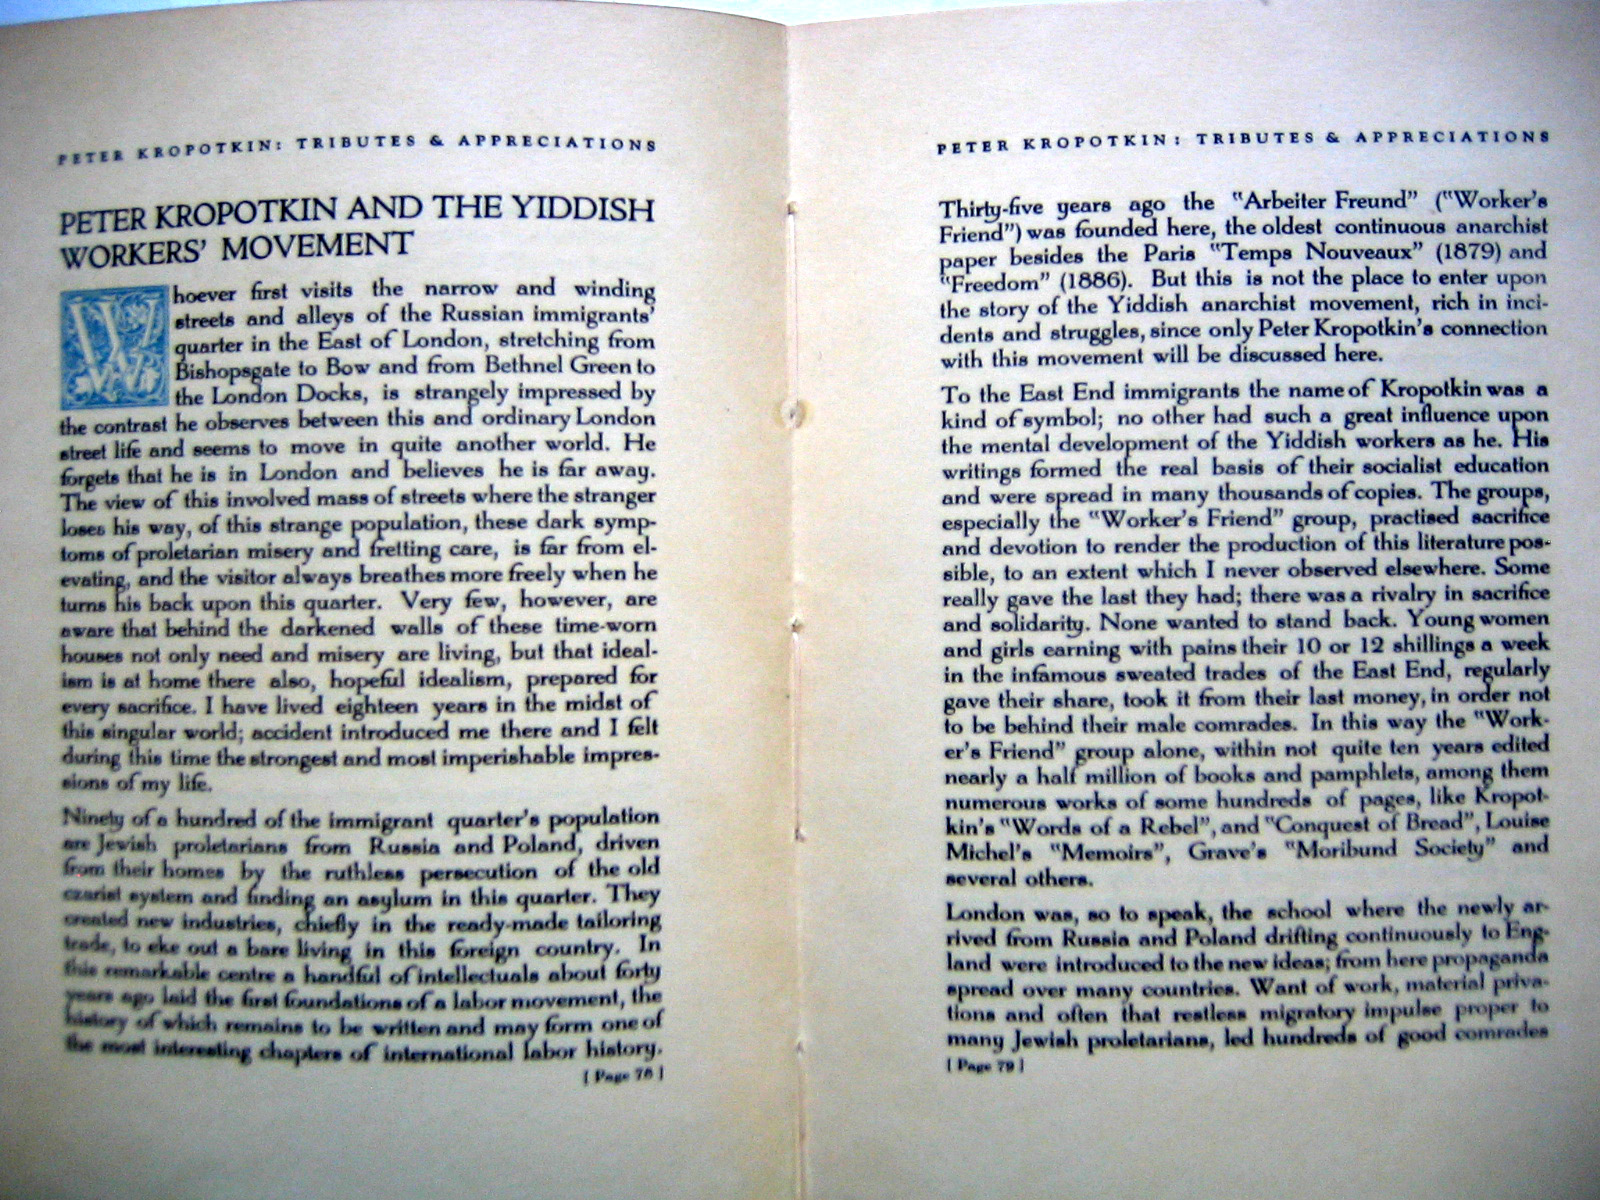 PETER KROPOTKIN: TRIBUTES & APPRECIATIONS
PETER KROPOTKIN AND THE YIDDISH
WORKERS' MOVEMENT
Whoever first visits the narrow and winding
streets and alleys of the Russian immigrants'
quarter in the East of London, stretching from
Bishopsgate to Bow and from Bethnel Green to
the London Docks, is strangely impressed by
the contrast he observes between this and ordinary London
street life and seems to move in quite another world. He
forgets that he is in London and believes he is far away.
The view of this involved mass of streets where the stranger
loses his way, of this strange population, these dark symp-
toms of proletarian misery and fretting care, is far from el-
evating, and the visitor always breathes more freely when he
turns his back upon this quarter. Very few, however, are
aware that behind the darkened walls of these time-worn
houses not only need and misery are living, but that ideal-
ism is at home there also, hopeful idealism, prepared for
every sacrifice. I have lived eighteen years in the midst of
this singular world; accident introduced me there and I felt
during this time the strongest and most imperishable impres-
sions of my life.
Ninety of a hundred of the immigrant quarter's population
are Jewish proletarians from Russia and Poland, driven
from their homes by the ruthless persecution of the old
czarist system and finding an asylum in this quarter. They
created new industries, chiefly in the ready-made tailoring
trade, to eke out a bare living in this foreign country. In
this remarkable centre a handful of intellectuals about forty
years ago laid the first foundations of a labor movement, the
history of which remains to be written and may form one of
the most interesting chapters of international labor history.
[ Page 78 ]
PETER KROPOTKIN: TRIBUTES & APPRECIATIONS
Thirty-five years ago the "Arbeiter Freund" ("Worker's
Friend") was founded here, the oldest continuous anarchist
paper besides the Paris "Temps Nouveaux" (1879) and
"Freedom" (1886). But this is not the place to enter upon
the story of the Yiddish anarchist movement, rich in inci-
dents and struggles, since only Peter Kropotkin's connection
with this movement will be discussed here.
To the East End immigrants the name of Kropotkin was a
kind of symbol; no other had such a great influence upon
the mental development of the Yiddish workers as he. His
writings formed the real basis of their socialist education
and were spread in many thousands of copies. The groups,
especially the "Worker's Friend" group, practised sacrifice
and devotion to render the production of this literature pos-
sible, to an extent which I never observed elsewhere. Some
really gave the last they had; there was a rivalry in sacrifice
and solidarity. None wanted to stand back. Young women
and girls earning with pains their 10 or 12 shillings a week
in the infamous sweated trades of the East End, regularly
gave their share, took it from their last money, in order not
to be behind their male comrades. In this way the "Work-
er's Friend" group alone, within not quite ten years edited
nearly a half million of books and pamphlets, among them
numerous works of some hundreds of pages, like Kropot-
kin's "Words of a Rebel", and "Conquest of Bread", Louise
Michel's "Memoirs", Grave's "Moribund Society" and
several others.
London was, so to speak, the school where the newly ar-
rived from Russia and Poland drifting continuously to Eng-
land were introduced to the new ideas; from here propaganda
spread over many countries. Want of work, material priva-
tions and often that restless migratory impulse proper to
many Jewish proletarians, led hundreds of good comrades
[ Page 79 ]